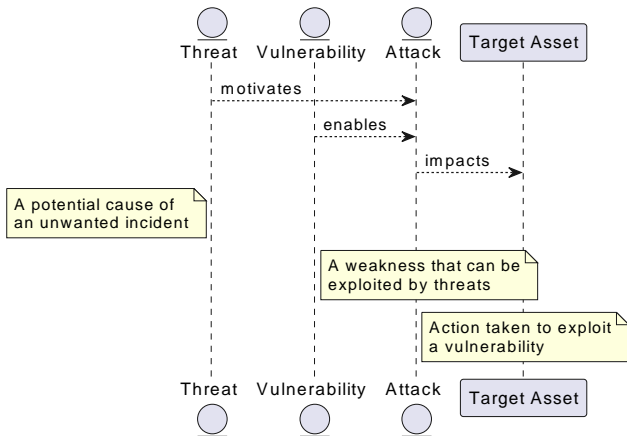 Threat
Vulnerability
Attack
Target Asset
motivates
enables
impacts
A potential cause of
an unwanted incident
A weakness that can be
exploited by threats
Action taken to exploit
a vulnerability
Threat
Vulnerability
Attack
Target Asset